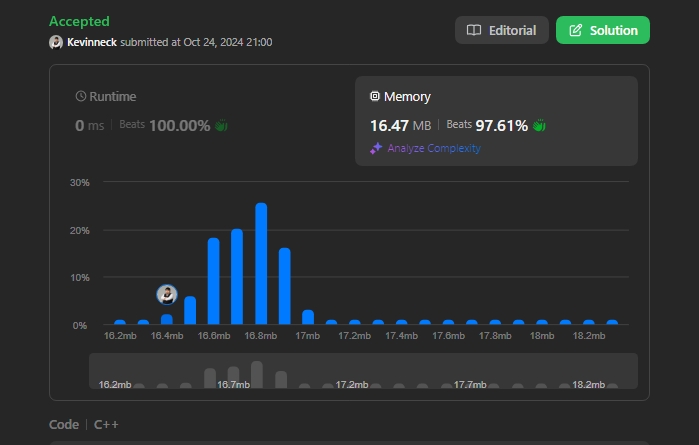 Accepted
Kevinneck submitted at Oct 24, 2024 21:00
Editorial
Solution
Runtime
0 ms | Beats 100.00%
Memory
16.47 MB | Beats 97.61%
Analyze Complexity
30%
20%
10%
0%
16.2mb 16.4mb 16.6mb 16.8mb 17mb 17.2mb 17.4mb 17.6mb 17.8mb 18mb 18.2mb
16.2mb 16.7mb 17.2mb 17.7mb 18.2mb
Code | C++